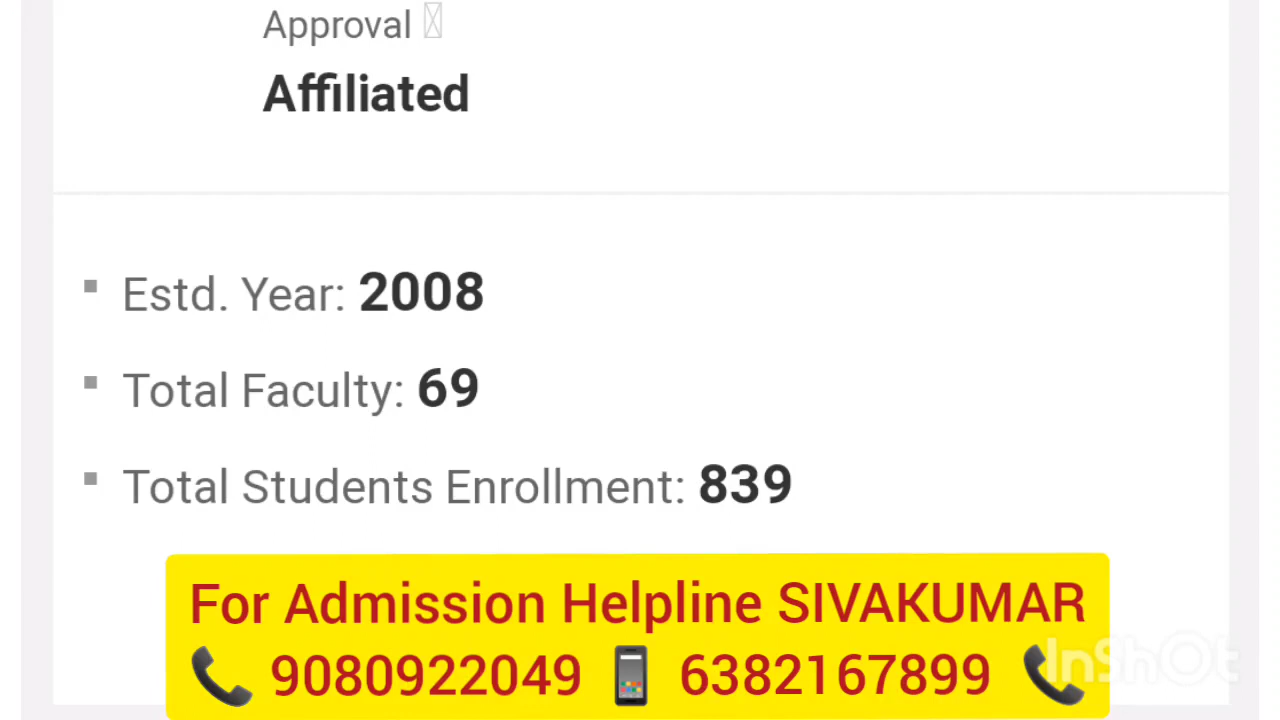 Approval
Affiliated
Estd. Year: 2008
Total Faculty: 69
Total Students Enrollment: 839
For Admission Helpline SIVAKUMAR
9080922049 6382167899
InShOt